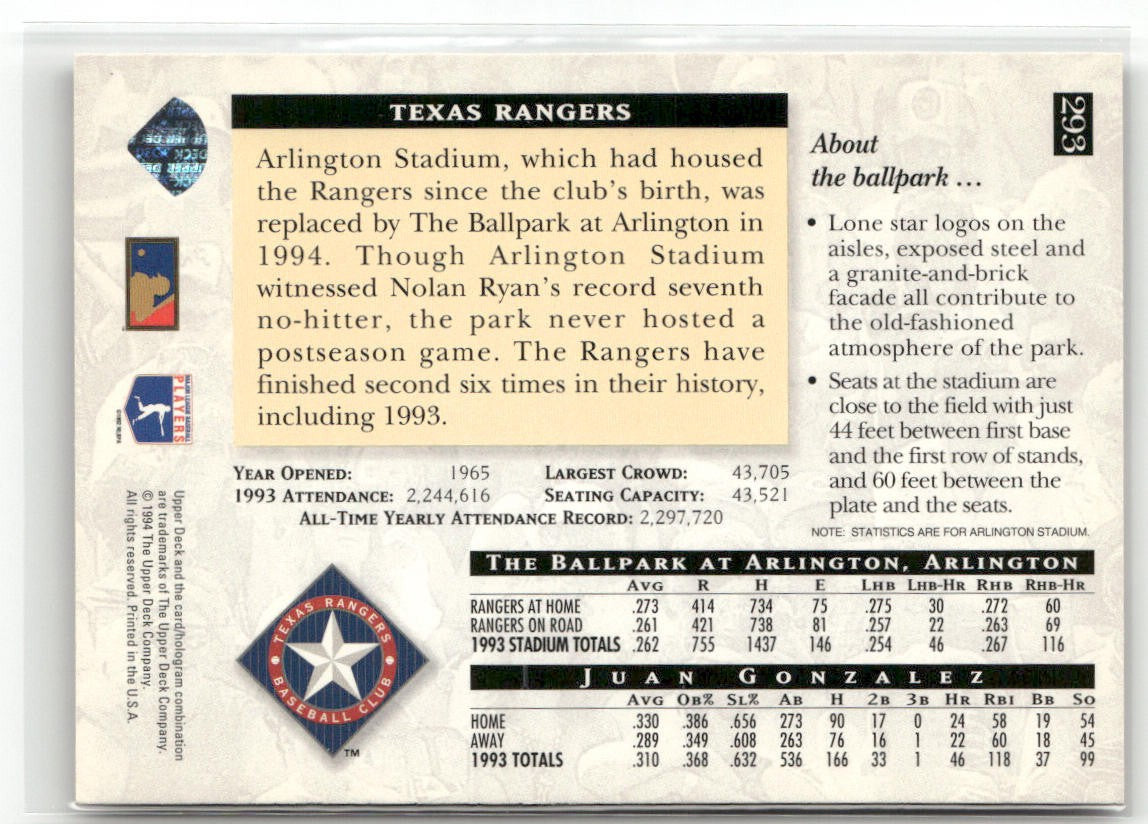 TEXAS RANGERS
Arlington Stadium, which had housed
the Rangers since the club's birth, was
replaced by The Ballpark at Arlington in
1994. Though Arlington Stadium
witnessed Nolan Ryan's record seventh
no-hitter, the park never hosted a
postseason game. The Rangers have
finished second six times in their history,
including 1993.
293
About
the ballpark ...
• Lone star logos on the
aisles, exposed steel and
a granite-and-brick
facade all contribute to
the old-fashioned
atmosphere of the park.
• Seats at the stadium are
close to the field with just
44 feet between first base
and the first row of stands,
and 60 feet between the
plate and the seats.
NOTE: STATISTICS ARE FOR ARLINGTON STADIUM.
YEAR OPENED: 1965 LARGEST CROWD: 43,705
1993 ATTENDANCE: 2,244,616 SEATING CAPACITY: 43,521
ALL-TIME YEARLY ATTENDANCE RECORD: 2,297,720
THE BALLPARK AT ARLINGTON, ARLINGTON
AVG R H E LHB LHB-HR RHB RHB-HR
RANGERS AT HOME .273 414 734 75 .275 30 .272 60
RANGERS ON ROAD .261 421 738 81 .257 22 .263 69
1993 STADIUM TOTALS .262 755 1437 146 .254 46 .267 116
JUAN GONZALEZ
AVG OB% SL% AB H 2B 3B HR RBI BB SO
HOME .330 .386 .656 273 90 17 0 24 58 19 54
AWAY .289 .349 .608 263 76 16 1 22 60 18 45
1993 TOTALS .310 .368 .632 536 166 33 1 46 118 37 99
TEXAS RANGERS
BASEBALL CLUB
TM
UPPER DECK
MAJOR LEAGUE BASEBALL
PLAYERS
Upper Deck and the card/hologram combination
are trademarks of The Upper Deck Company.
© 1994 The Upper Deck Company.
All rights reserved. Printed in the U.S.A.